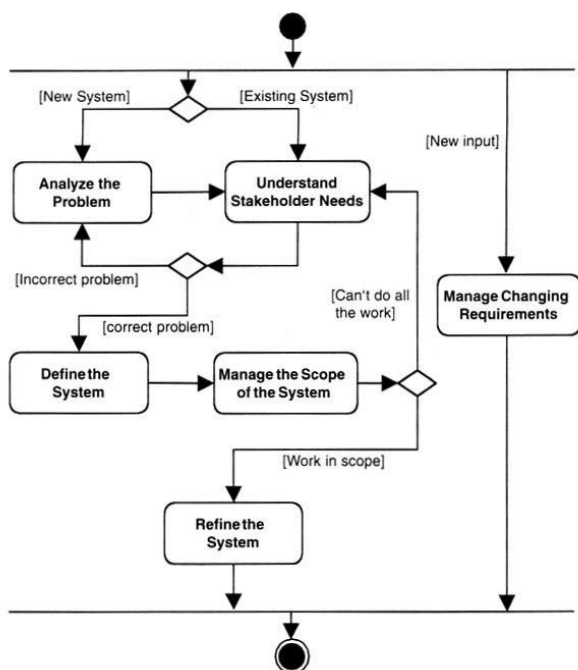 [New System]
[Existing System]
[New input]
Analyze the
Problem
Understand
Stakeholder Needs
[Incorrect problem]
[Can't do all
the work]
Manage Changing
Requirements
[correct problem]
Define the
System
Manage the Scope
of the System
[Work in scope]
Refine the
System